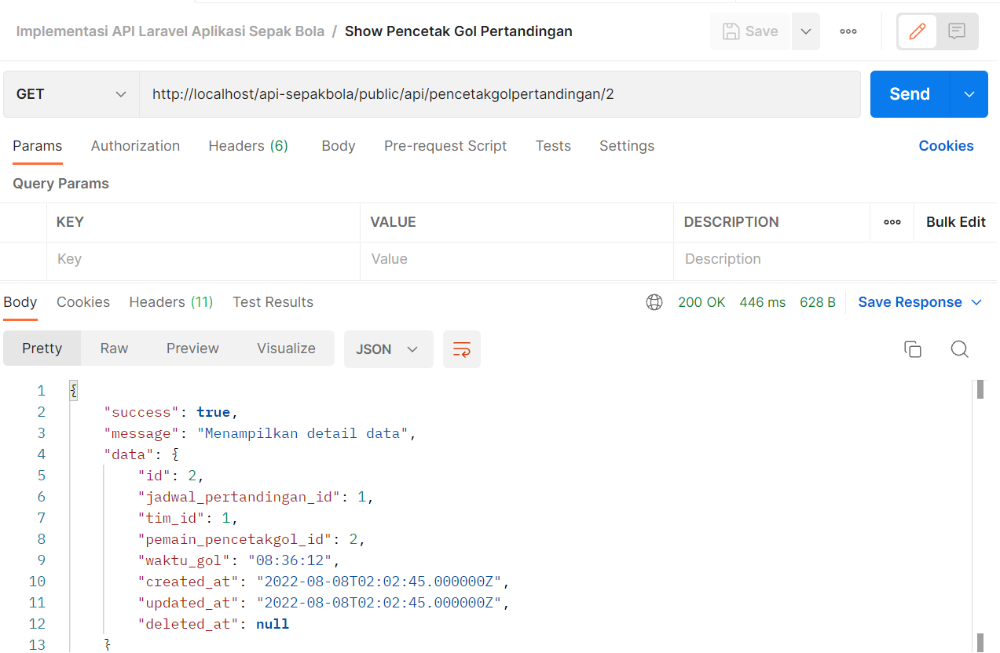 Implementasi API Laravel Aplikasi Sepak Bola / Show Pencetak Gol Pertandingan Save ooo
GET http://localhost/api-sepakbola/public/api/pencetakgolpertandingan/2 Send
Params Authorization Headers (6) Body Pre-request Script Tests Settings Cookies
Query Params
KEY VALUE DESCRIPTION ooo Bulk Edit
Key Value Description
Body Cookies Headers (11) Test Results 200 OK 446 ms 628 B Save Response
Pretty Raw Preview Visualize JSON
1 {
2 "success": true,
3 "message": "Menampilkan detail data",
4 "data": {
5 "id": 2,
6 "jadwal_pertandingan_id": 1,
7 "tim_id": 1,
8 "pemain_pencetakgol_id": 2,
9 "waktu_gol": "08:36:12",
10 "created_at": "2022-08-08T02:02:45.000000Z",
11 "updated_at": "2022-08-08T02:02:45.000000Z",
12 "deleted_at": null
13 }